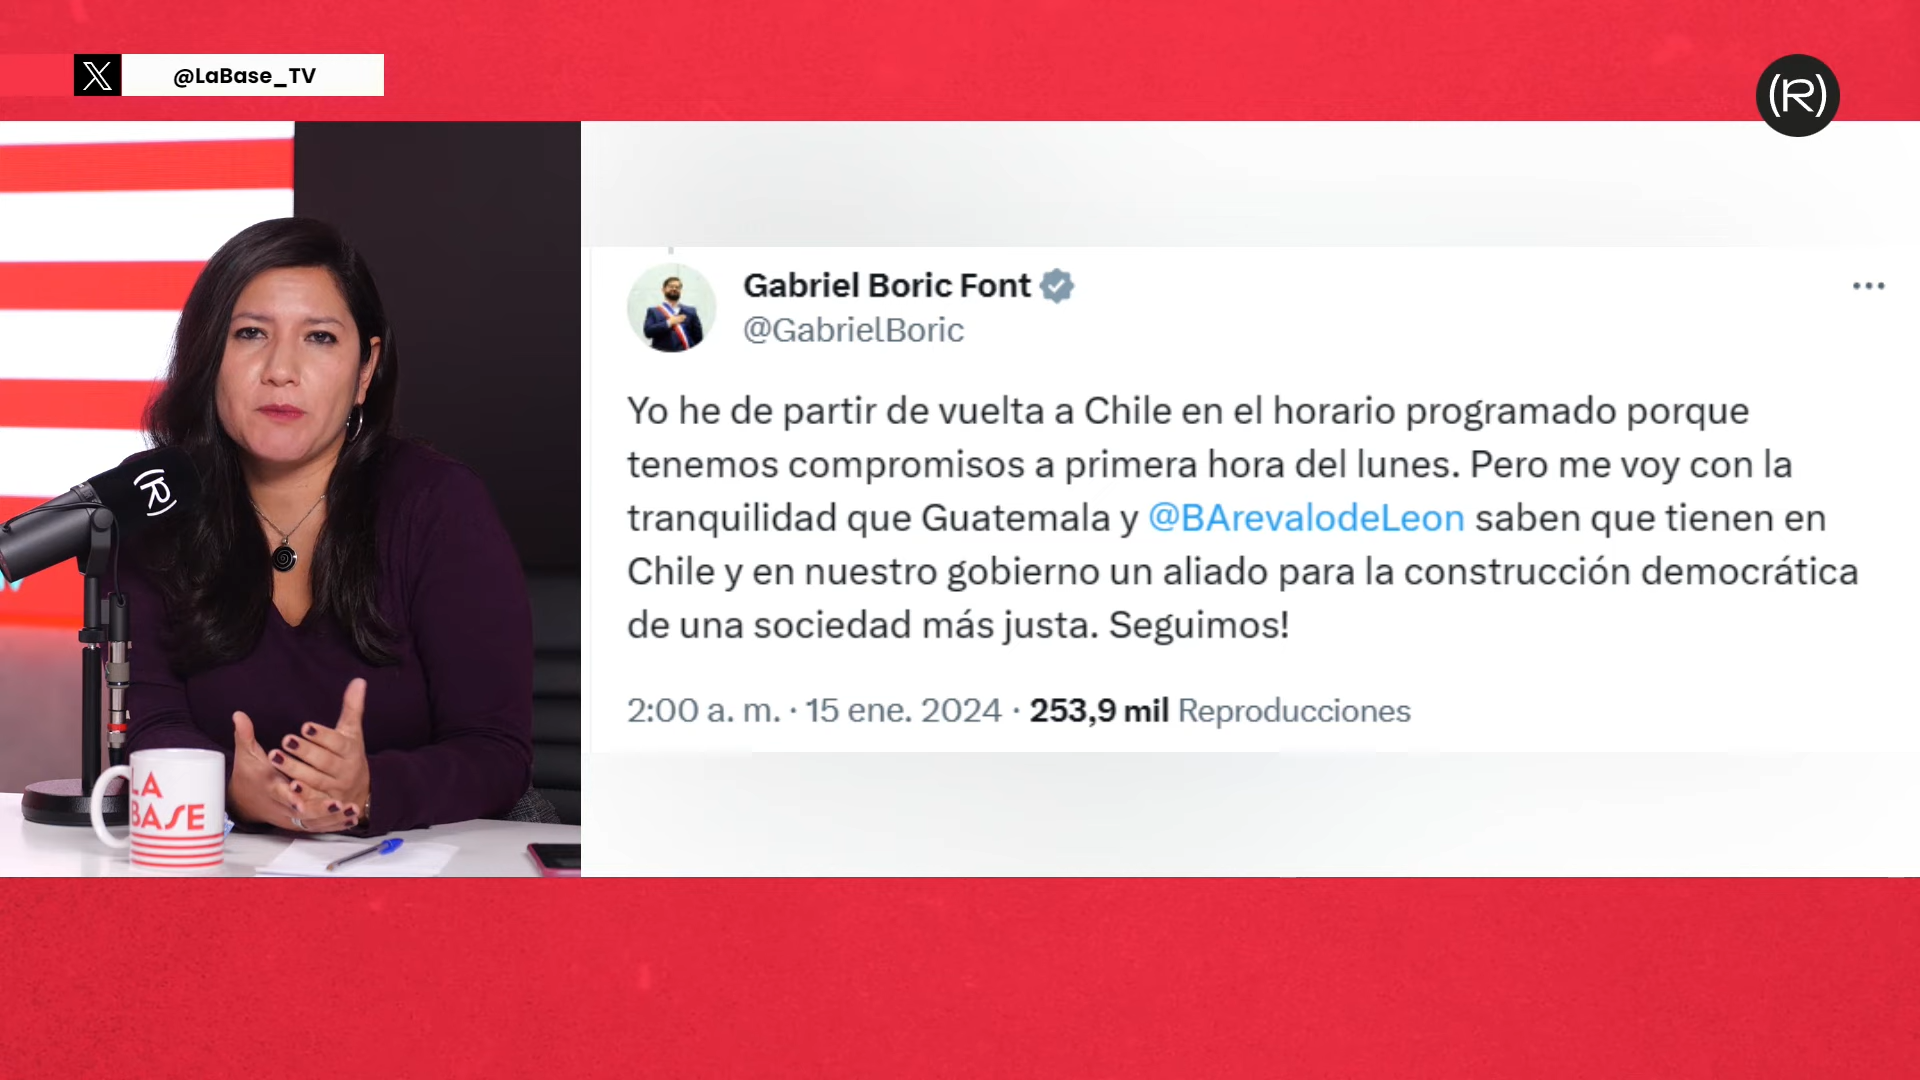 @LaBase_TV
(R)
Gabriel Boric Font
@GabrielBoric
Yo he de partir de vuelta a Chile en el horario programado porque
tenemos compromisos a primera hora del lunes. Pero me voy con la
tranquilidad que Guatemala y @BArevalodeLeon saben que tienen en
Chile y en nuestro gobierno un aliado para la construcción democrática
de una sociedad más justa. Seguimos!
2:00 a. m. · 15 ene. 2024 · 253,9 mil Reproducciones
(R)
LA
BASE